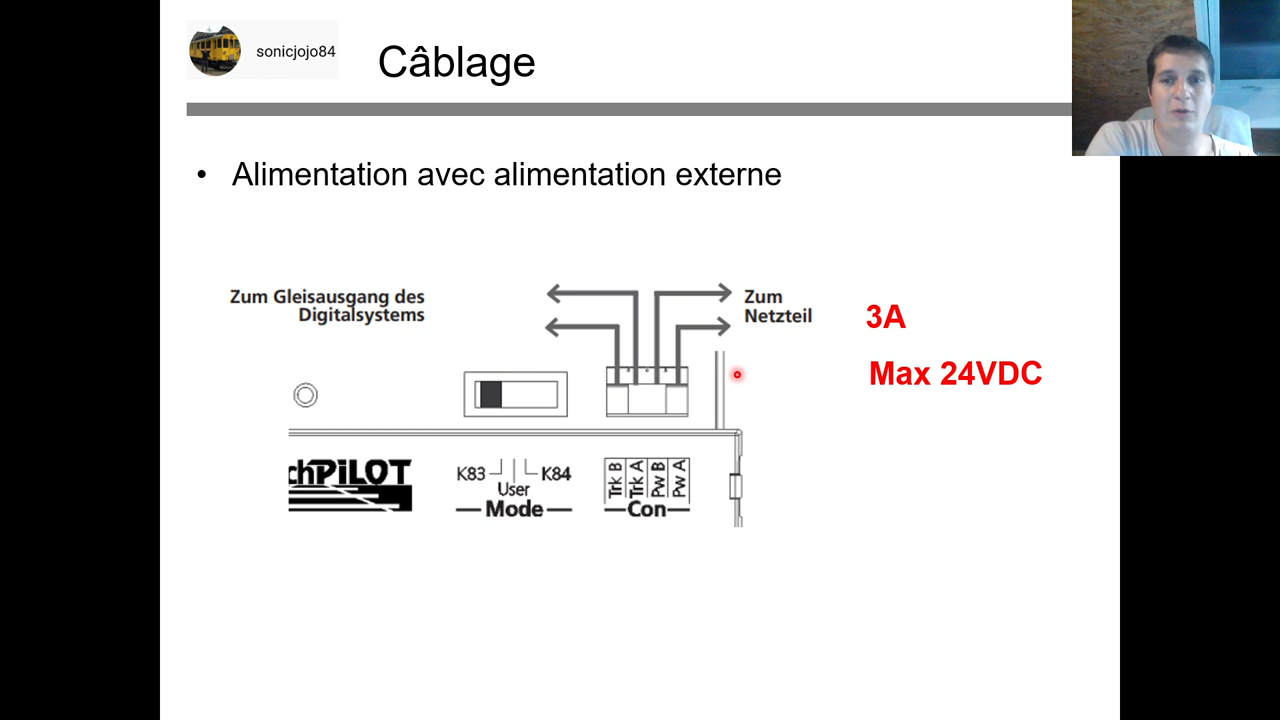 sonicjojo84
Câblage
• Alimentation avec alimentation externe
Zum Gleisausgang des
Digitalsystems
Zum
Netzteil
3A
Max 24VDC
chPiLOT
K83
K84
User
Mode
Trk B
Trk A
Pw B
Pw A
Con